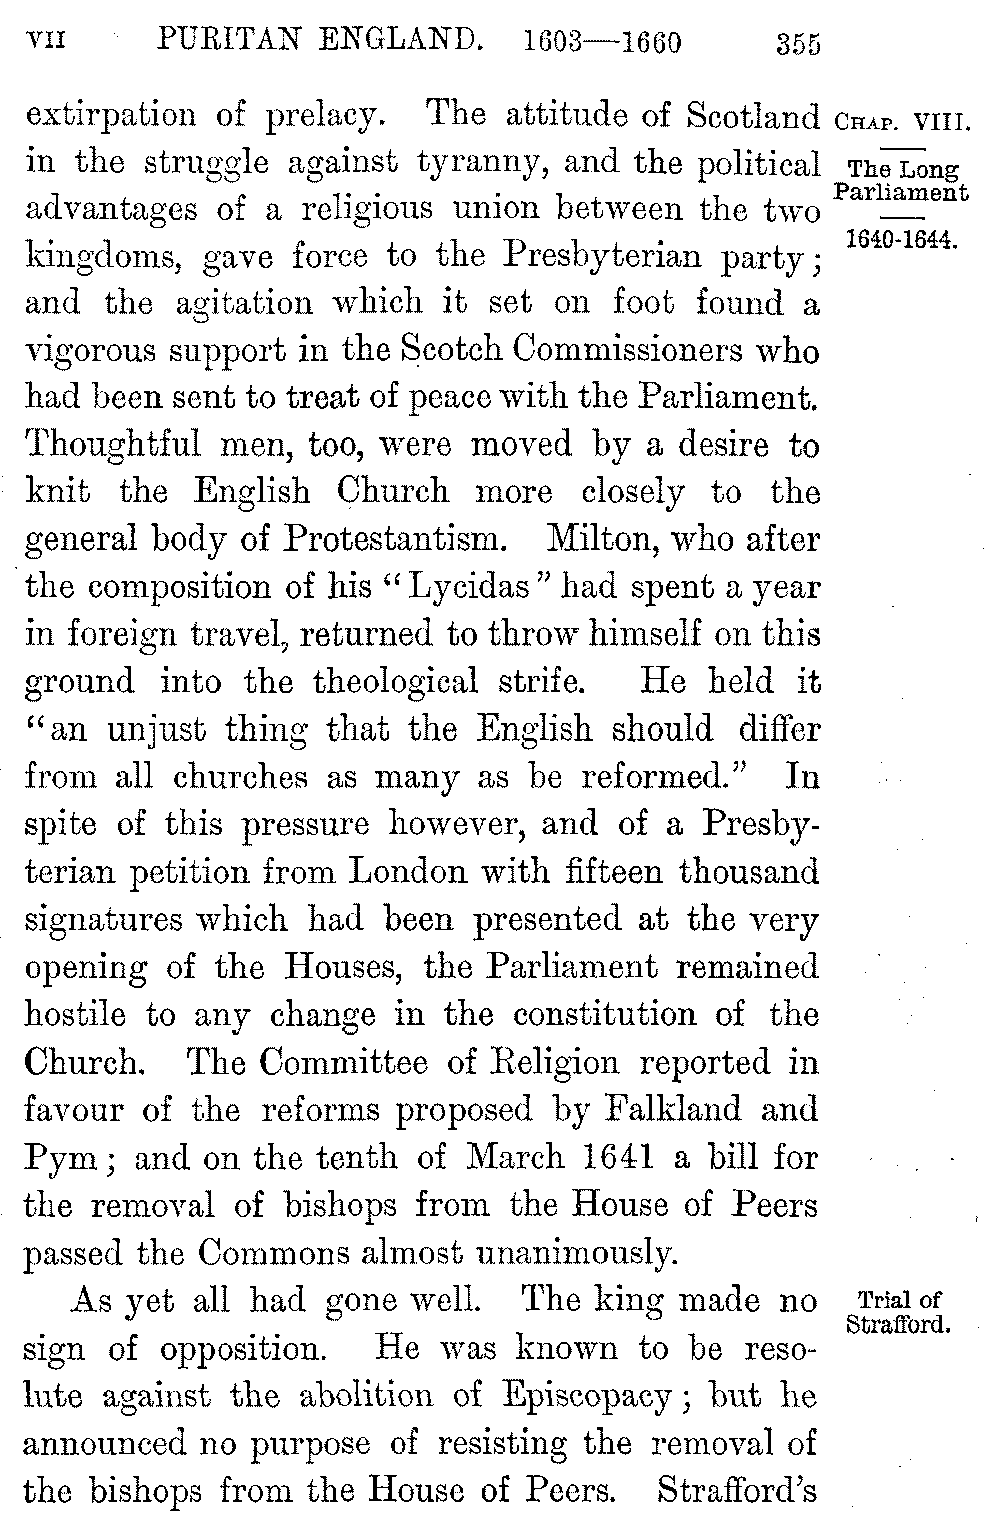 VII PURITAN ENGLAND. 1603—1660 355
extirpation of prelacy. The attitude of Scotland
in the struggle against tyranny, and the political
advantages of a religious union between the two
kingdoms, gave force to the Presbyterian party;
and the agitation which it set on foot found a
vigorous support in the Scotch Commissioners who
had been sent to treat of peace with the Parliament.
Thoughtful men, too, were moved by a desire to
knit the English Church more closely to the
general body of Protestantism. Milton, who after
the composition of his “Lycidas” had spent a year
in foreign travel, returned to throw himself on this
ground into the theological strife. He held it
“an unjust thing that the English should differ
from all churches as many as be reformed.” In
spite of this pressure however, and of a Presby-
terian petition from London with fifteen thousand
signatures which had been presented at the very
opening of the Houses, the Parliament remained
hostile to any change in the constitution of the
Church. The Committee of Religion reported in
favour of the reforms proposed by Falkland and
Pym; and on the tenth of March 1641 a bill for
the removal of bishops from the House of Peers
passed the Commons almost unanimously.
As yet all had gone well. The king made no
sign of opposition. He was known to be reso-
lute against the abolition of Episcopacy; but he
announced no purpose of resisting the removal of
the bishops from the House of Peers. Strafford's
CHAP. VIII.
The Long
Parliament
1640-1644.
Trial of
Strafford.